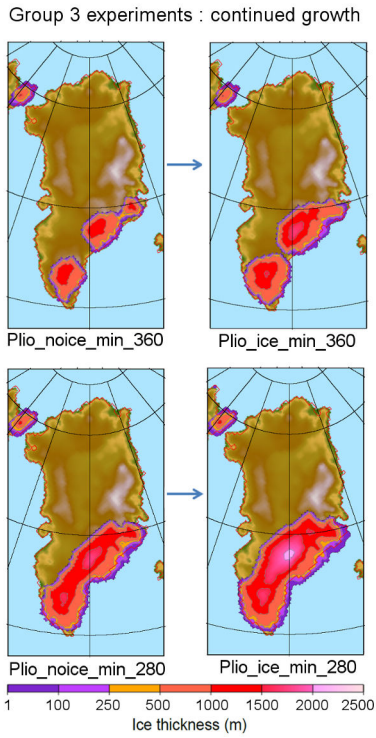 Group 3 experiments : continued growth
Plio_noice_min_360 Plio_ice_min_360
Plio_noice_min_280 Plio_ice_min_280
1 100 250 500 1000 1500 2000 2500
Ice thickness (m)